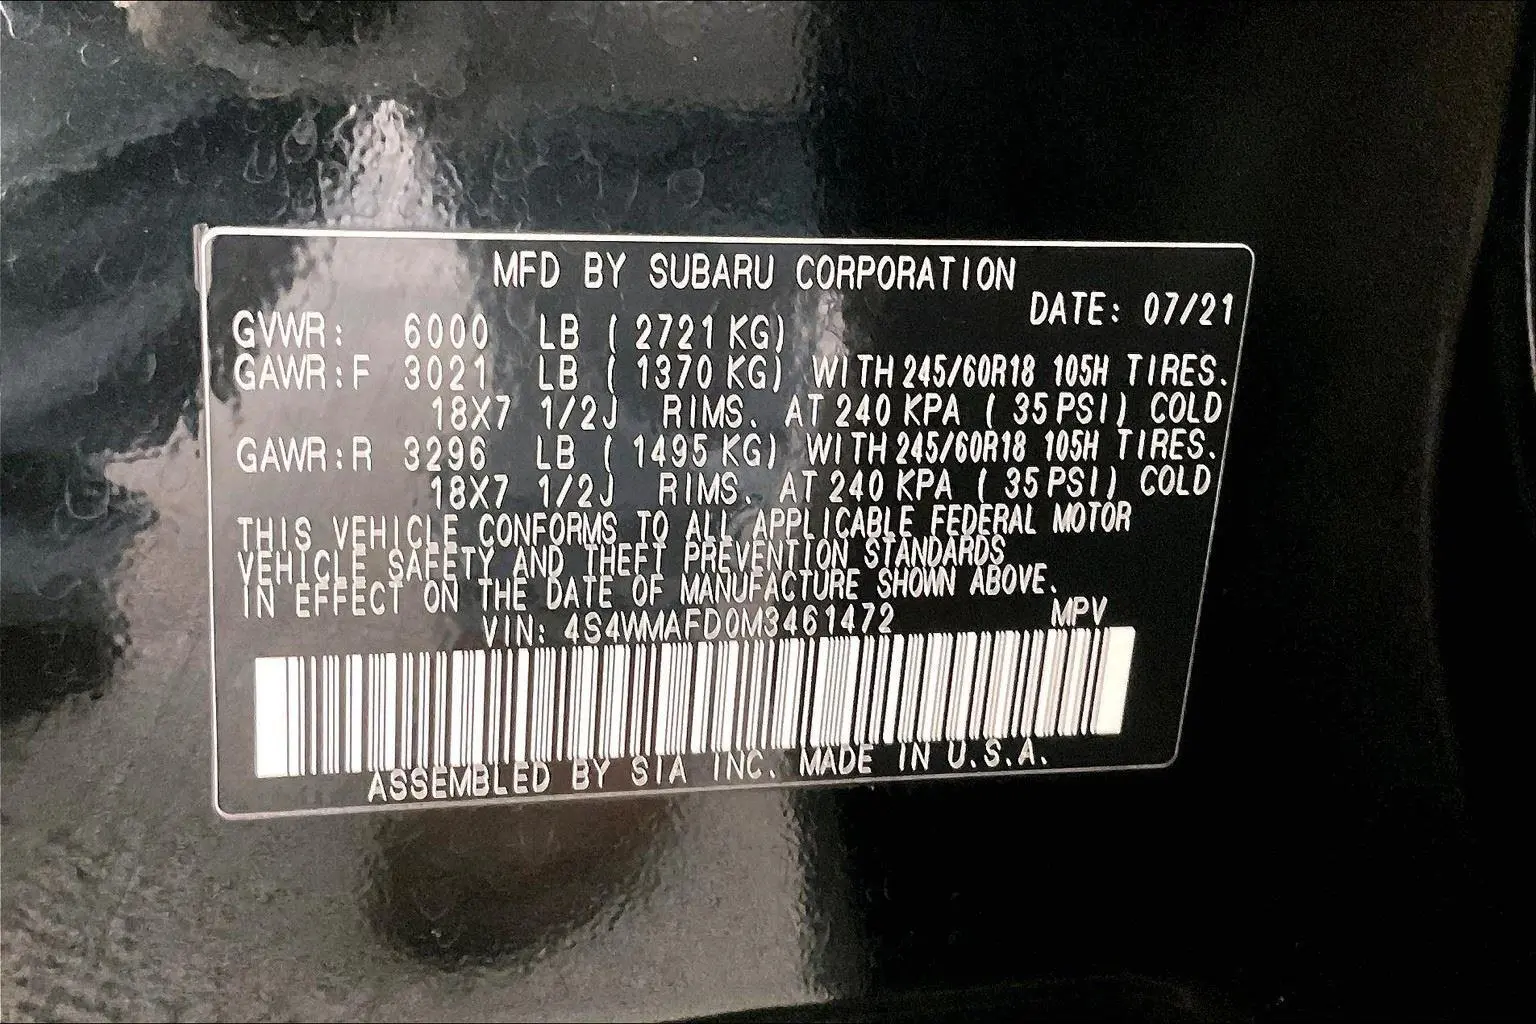 MFD BY SUBARU CORPORATION
DATE: 07/21
GVWR: 6000 LB ( 2721 KG)
GAWR:F 3021 LB ( 1370 KG) WITH 245/60R18 105H TIRES.
18X7 1/2J RIMS. AT 240 KPA ( 35 PSI) COLD
GAWR:R 3296 LB ( 1495 KG) WITH 245/60R18 105H TIRES.
18X7 1/2J RIMS. AT 240 KPA ( 35 PSI) COLD
THIS VEHICLE CONFORMS TO ALL APPLICABLE FEDERAL MOTOR
VEHICLE SAFETY AND THEFT PREVENTION STANDARDS
IN EFFECT ON THE DATE OF MANUFACTURE SHOWN ABOVE.
VIN: 4S4WMAFD0M3461472 MPV
ASSEMBLED BY SIA INC. MADE IN U.S.A.